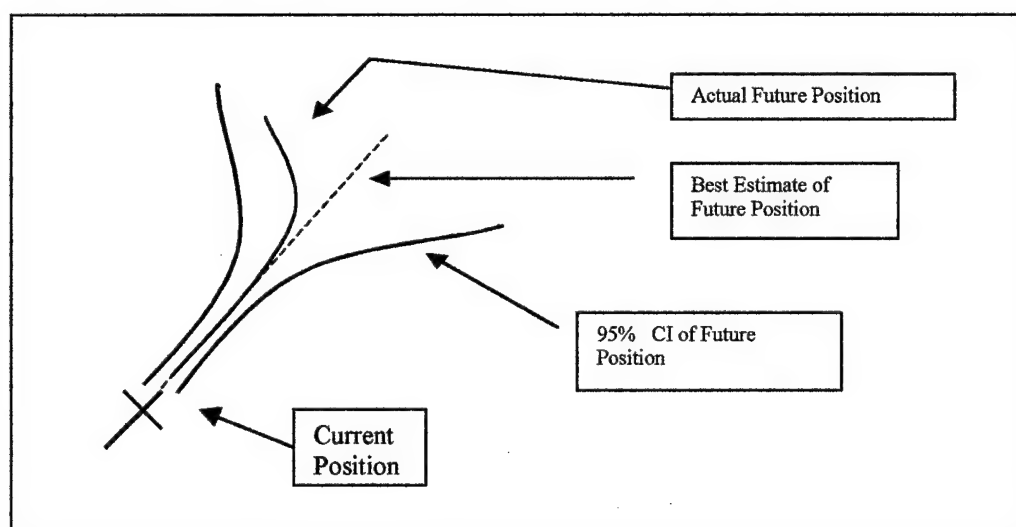 Actual Future Position
Best Estimate of
Future Position
95% CI of Future
Position
Current
Position